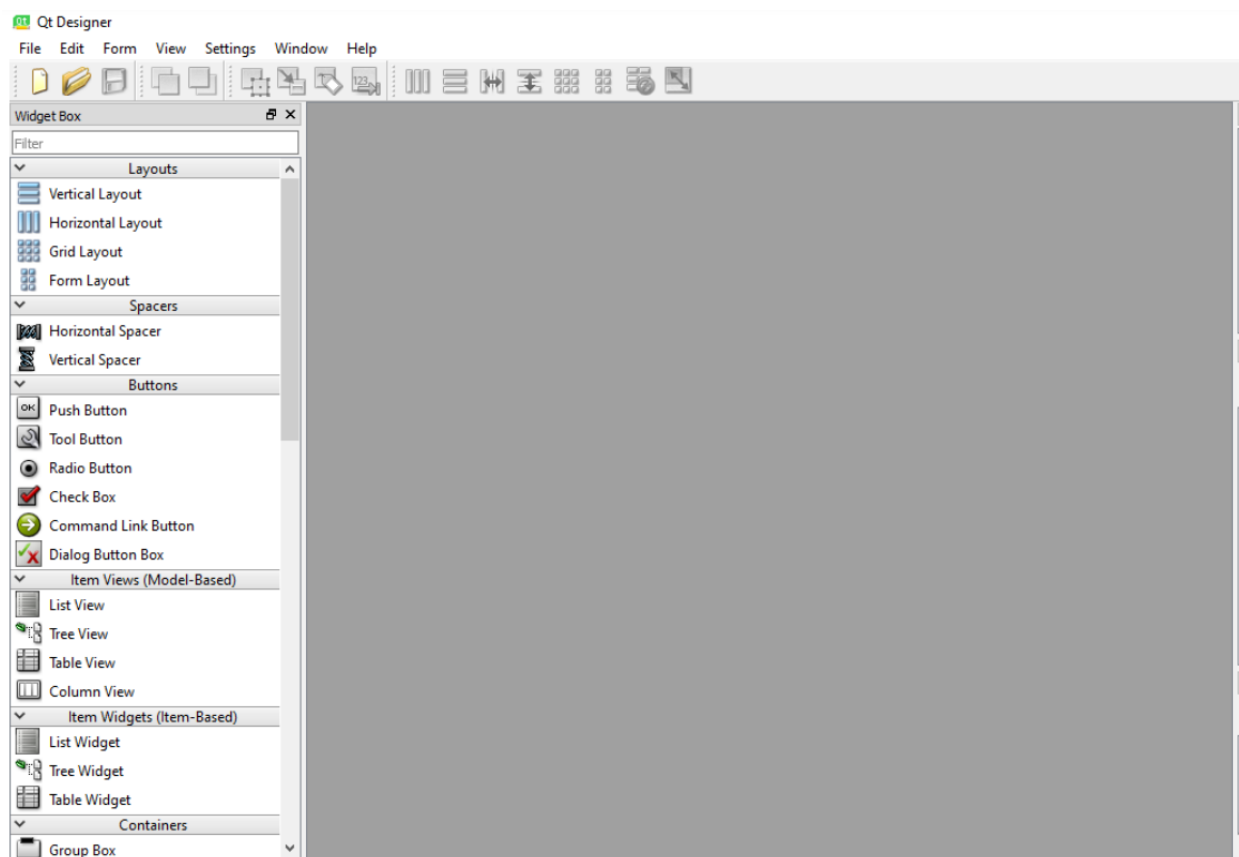 Qt Designer
File Edit Form View Settings Window Help
Widget Box
Filter
Layouts
Vertical Layout
Horizontal Layout
Grid Layout
Form Layout
Spacers
Horizontal Spacer
Vertical Spacer
Buttons
OK Push Button
Tool Button
Radio Button
Check Box
Command Link Button
Dialog Button Box
Item Views (Model-Based)
List View
Tree View
Table View
Column View
Item Widgets (Item-Based)
List Widget
Tree Widget
Table Widget
Containers
Group Box